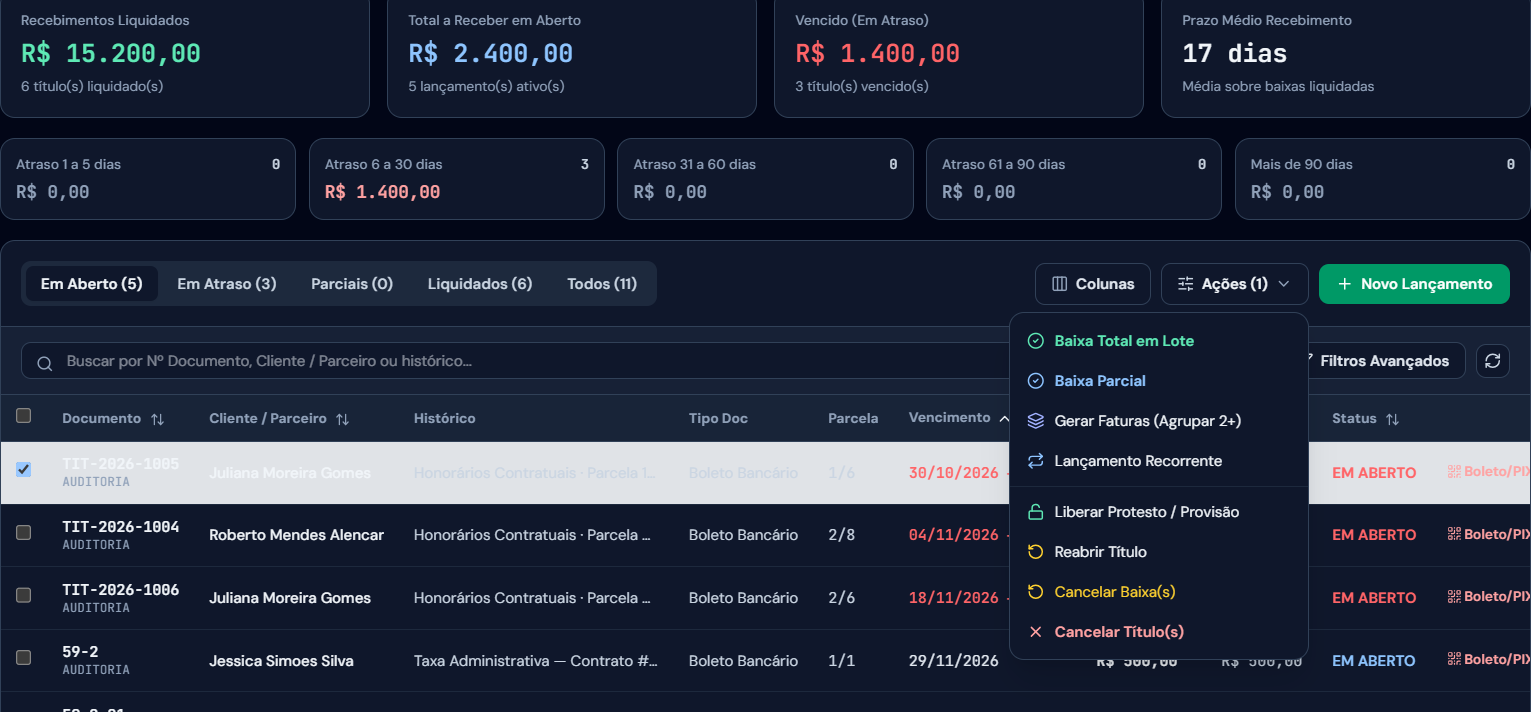 Recebimentos Liquidados
R$ 15.200,00
6 título(s) liquidado(s)
Total a Receber em Aberto
R$ 2.400,00
5 lançamento(s) ativo(s)
Vencido (Em Atraso)
R$ 1.400,00
3 título(s) vencido(s)
Prazo Médio Recebimento
17 dias
Média sobre baixas liquidadas
Atraso 1 a 5 dias 0
R$ 0,00
Atraso 6 a 30 dias 3
R$ 1.400,00
Atraso 31 a 60 dias 0
R$ 0,00
Atraso 61 a 90 dias 0
R$ 0,00
Mais de 90 dias 0
R$ 0,00
Em Aberto (5) Em Atraso (3) Parciais (0) Liquidados (6) Todos (11)
Colunas Ações (1) + Novo Lançamento
Buscar por Nº Documento, Cliente / Parceiro ou histórico...
Filtros Avançados
Baixa Total em Lote
Baixa Parcial
Gerar Faturas (Agrupar 2+)
Lançamento Recorrente
Liberar Protesto / Provisão
Reabrir Título
Cancelar Baixa(s)
Cancelar Título(s)
Documento Cliente / Parceiro Histórico Tipo Doc Parcela Vencimento Status
TIT-2026-1005 Juliana Moreira Gomes Honorários Contratuais · Parcela 1... Boleto Bancário 1/6 30/10/2026 EM ABERTO Boleto/PIX
AUDITORIA
TIT-2026-1004 Roberto Mendes Alencar Honorários Contratuais · Parcela ... Boleto Bancário 2/8 04/11/2026 EM ABERTO Boleto/PIX
AUDITORIA
TIT-2026-1006 Juliana Moreira Gomes Honorários Contratuais · Parcela ... Boleto Bancário 2/6 18/11/2026 EM ABERTO Boleto/PIX
AUDITORIA
59-2 Jessica Simoes Silva Taxa Administrativa — Contrato #... Boleto Bancário 1/1 29/11/2026 R$ 500,00 R$ 500,00 EM ABERTO Boleto/PIX
AUDITORIA